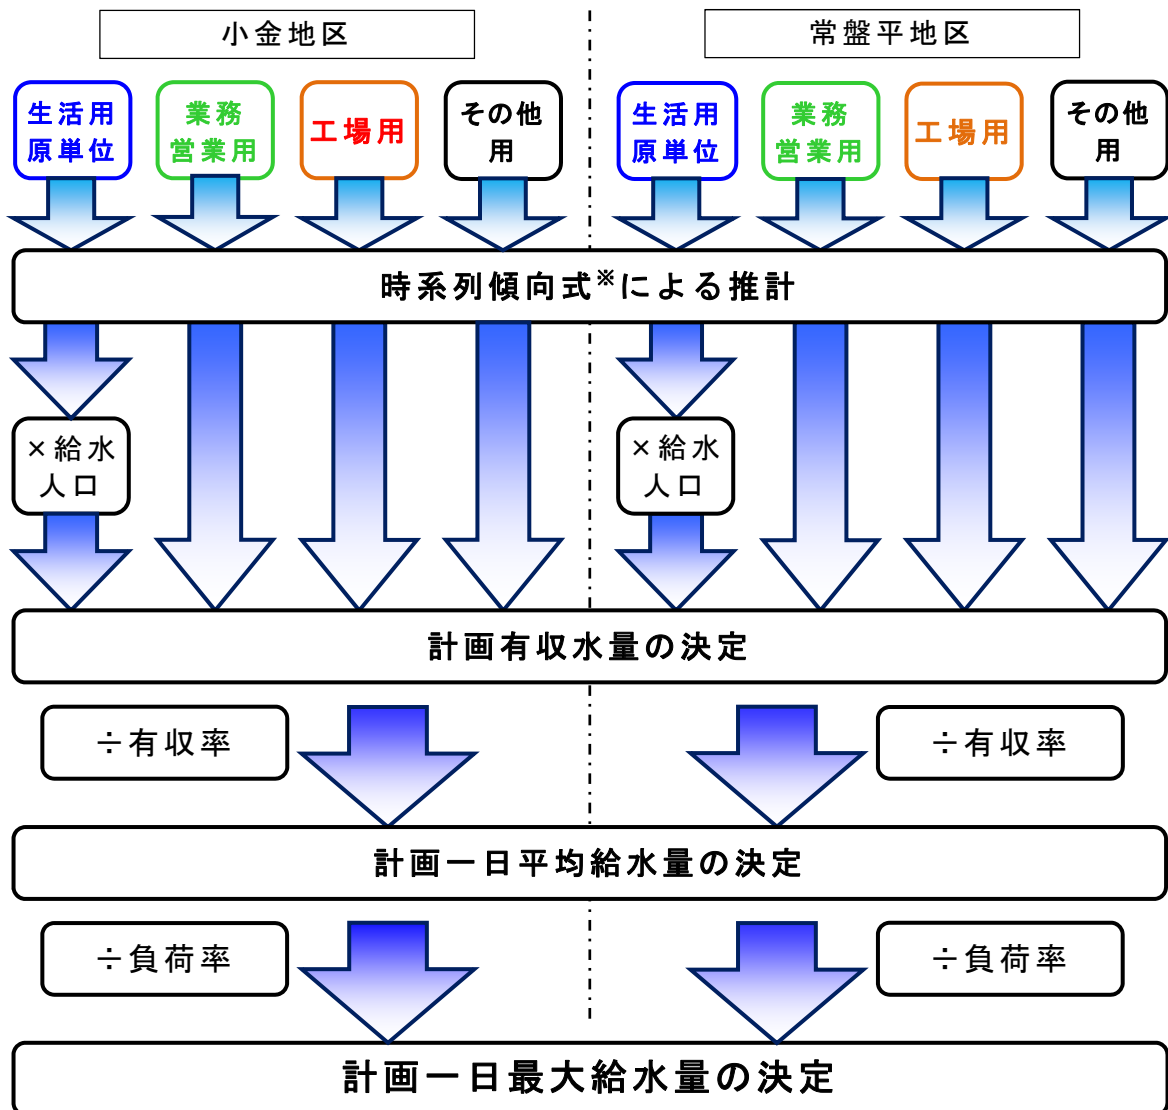 小金地区
常盤平地区
生活用
原単位
業務
営業用
工場用
その他
用
生活用
原単位
業務
営業用
工場用
その他
用
時系列傾向式※による推計
×給水
人口
×給水
人口
計画有収水量の決定
÷有収率
÷有収率
計画一日平均給水量の決定
÷負荷率
÷負荷率
計画一日最大給水量の決定